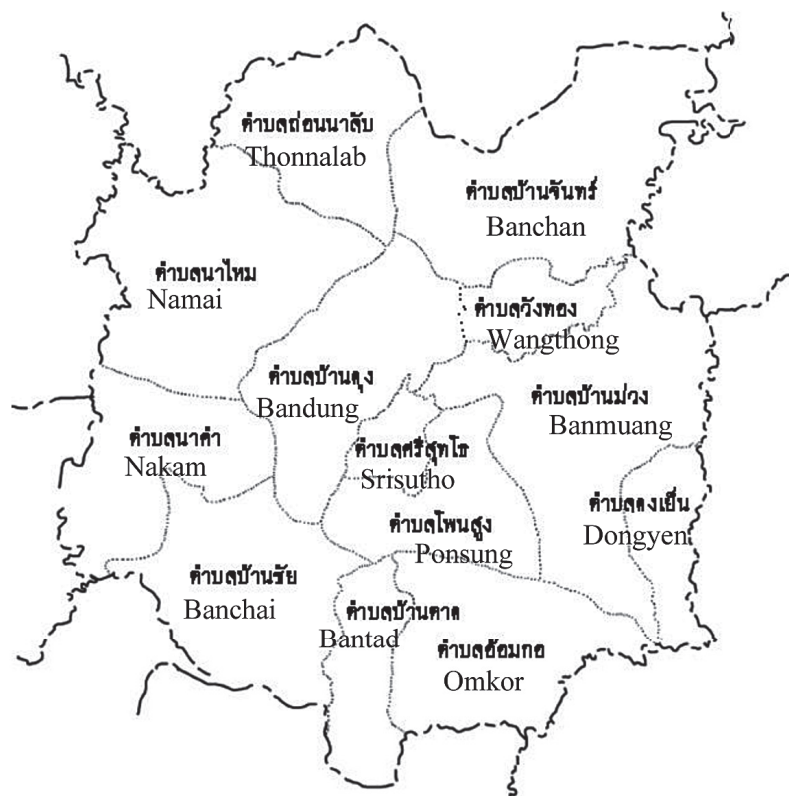 ตำบลถ่อนนาลับ
Thonnalab
ตำบลบ้านจันทร์
Banchan
ตำบลนาไหม
Namai
ตำบลวังทอง
Wangthong
ตำบลบ้านดุง
Bandung
ตำบลบ้านม่วง
Banmuang
ตำบลนาคำ
Nakam
ตำบลศรีสุทโธ
Srisutho
ตำบลดงเย็น
Dongyen
ตำบลโพนสูง
Ponsung
ตำบลบ้านชัย
Banchai
ตำบลบ้านตาด
Bantad
ตำบลอ้อมกอ
Omkor